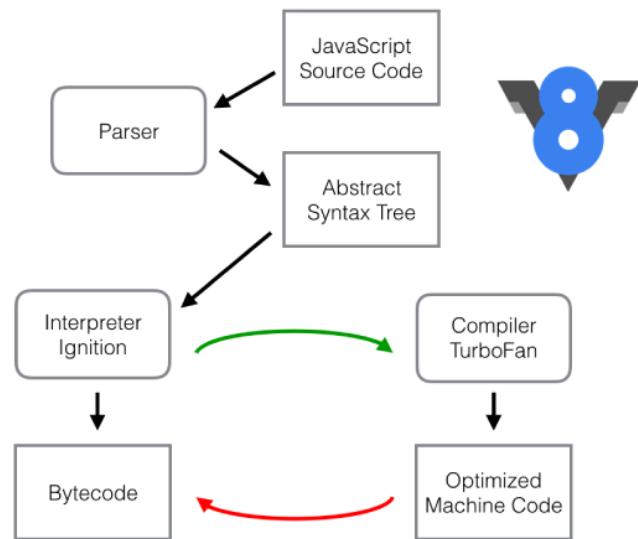 JavaScript
Source Code
Parser
Abstract
Syntax Tree
Interpreter
Ignition
Compiler
TurboFan
Bytecode
Optimized
Machine Code